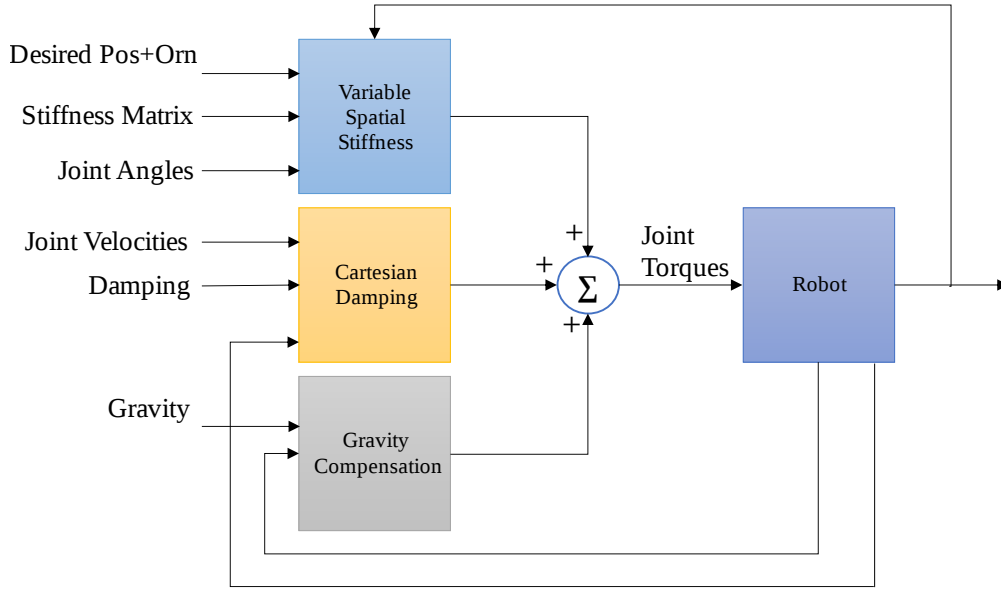 Desired Pos+Orn
Stiffness Matrix
Joint Angles
Variable
Spatial
Stiffness
Joint Velocities
Damping
Cartesian
Damping
Gravity
Gravity
Compensation
+
+
+
Σ
Joint
Torques
Robot